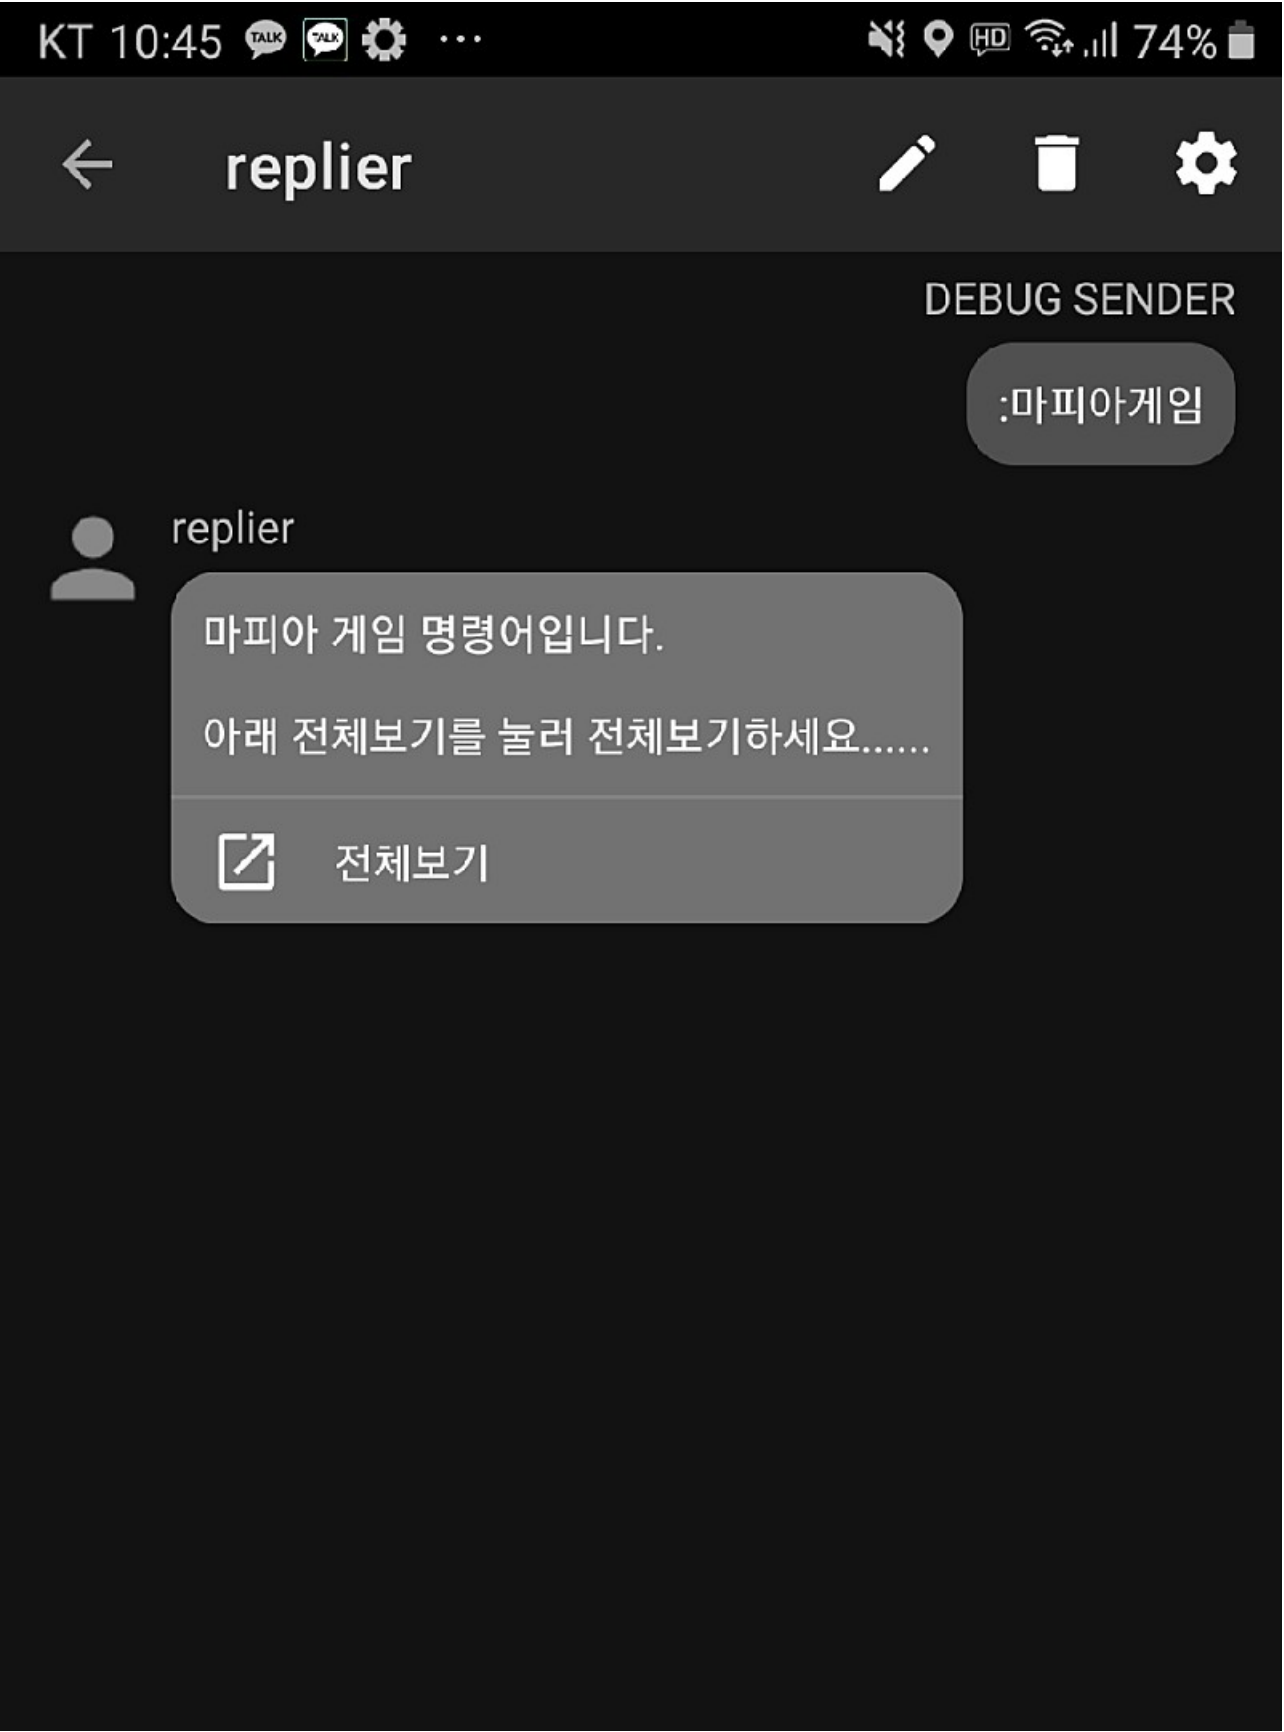 KT 10:45 TALK TALK HD 74%
replier
DEBUG SENDER
:마피아게임
replier
마피아 게임 명령어입니다.
아래 전체보기를 눌러 전체보기하세요......
전체보기